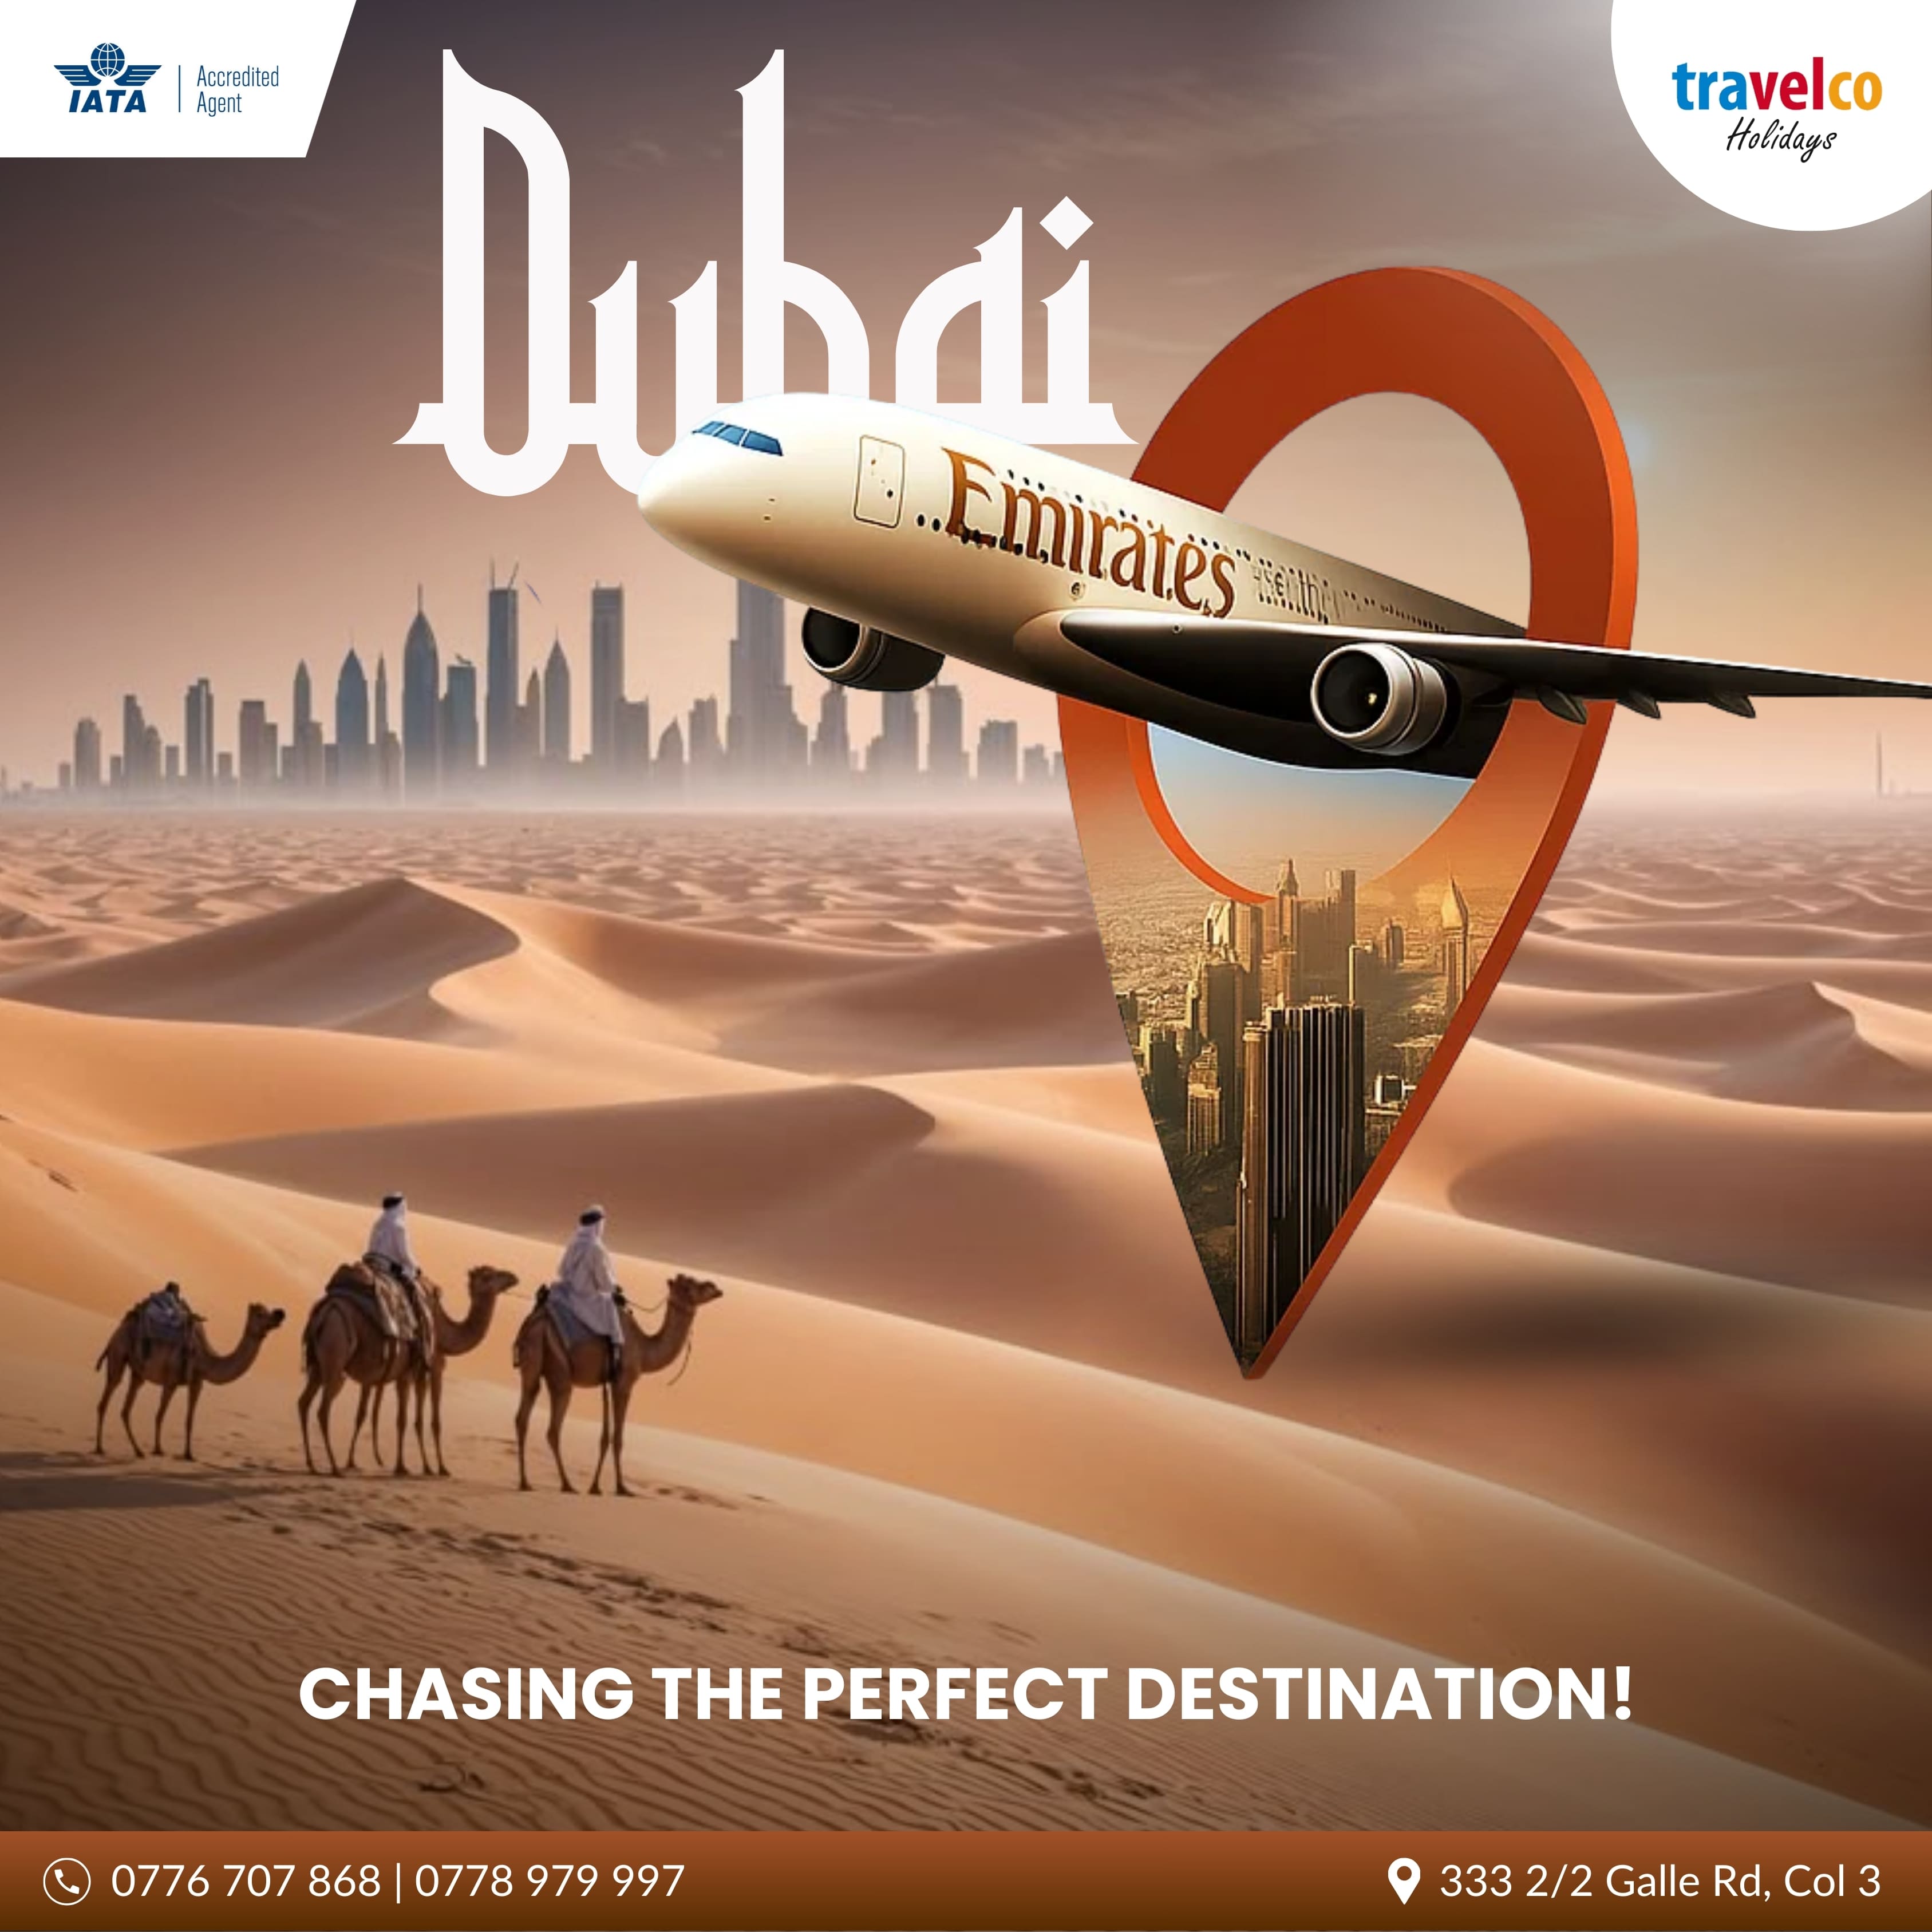 IATA
Accredited
Agent
travelco
Holidays
Dubai
Emirates
CHASING THE PERFECT DESTINATION!
0776 707 868 | 0778 979 997
333 2/2 Galle Rd, Col 3